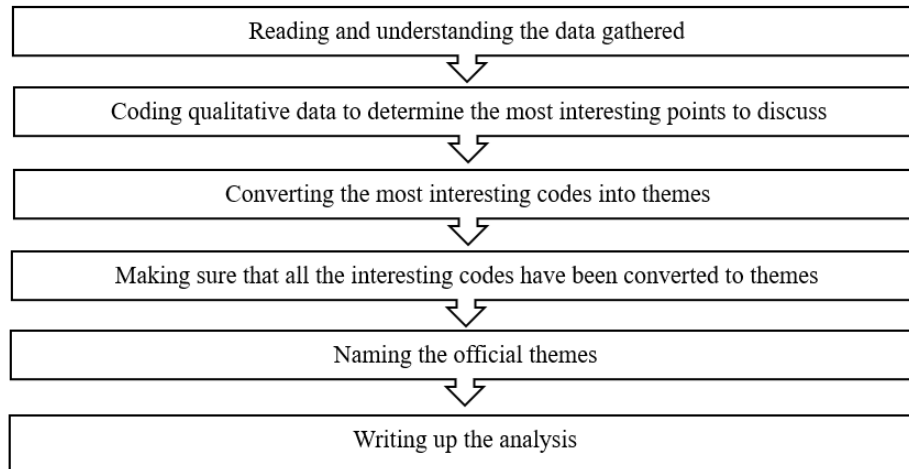 Reading and understanding the data gathered
Coding qualitative data to determine the most interesting points to discuss
Converting the most interesting codes into themes
Making sure that all the interesting codes have been converted to themes
Naming the official themes
Writing up the analysis